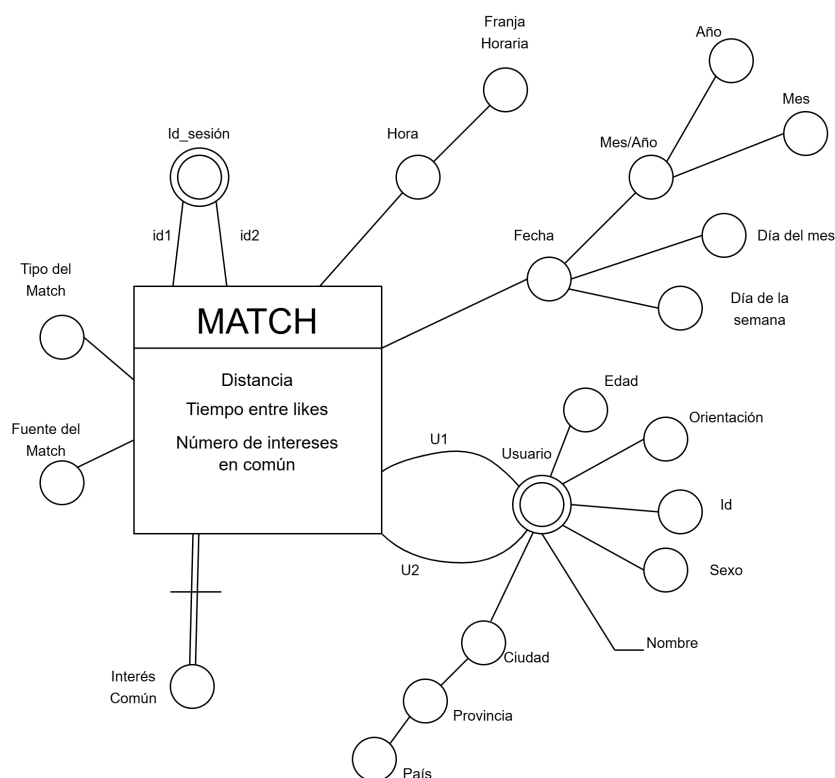 Franja
Horaria
Año
Mes
Id_sesión
Hora
Mes/Año
id1
id2
Fecha
Día del mes
Tipo del
Match
Día de la
semana
MATCH
Distancia
Tiempo entre likes
Número de intereses
en común
Edad
Orientación
Fuente del
Match
U1
Usuario
Id
U2
Sexo
Nombre
Ciudad
Interés
Común
Provincia
País